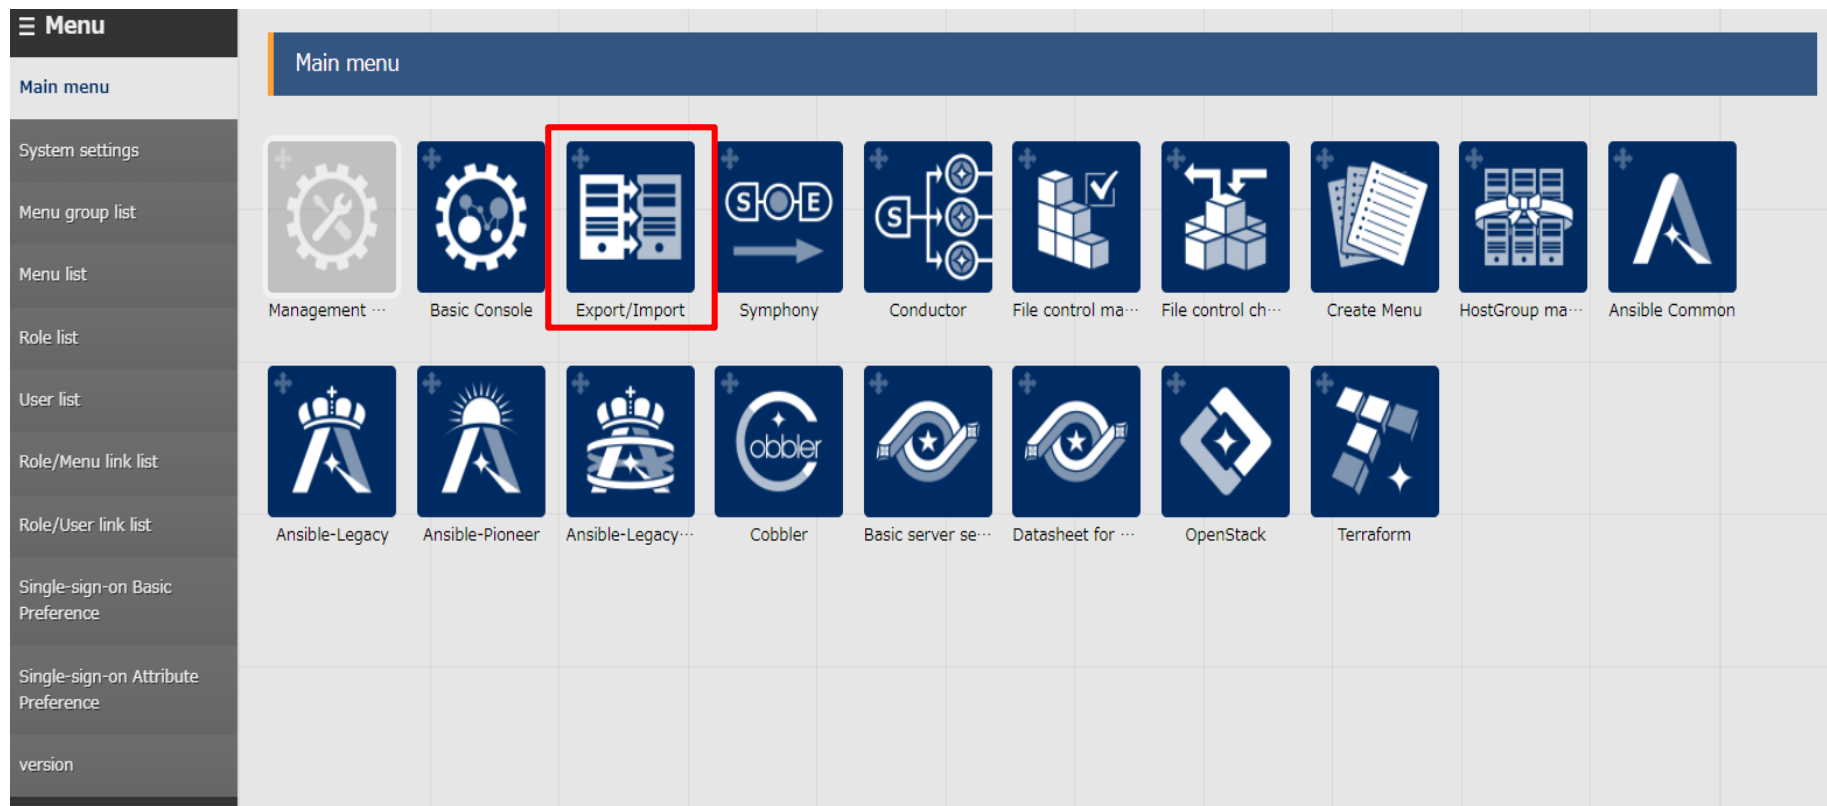 Menu
Main menu
System settings
Menu group list
Menu list
Role list
User list
Role/Menu link list
Role/User link list
Single-sign-on Basic
Preference
Single-sign-on Attribute
Preference
version
Main menu
S O E
S
Management ···
Basic Console
Export/Import
Symphony
Conductor
File control ma···
File control ch···
Create Menu
HostGroup ma···
Ansible Common
Cobbler
Ansible-Legacy
Ansible-Pioneer
Ansible-Legacy···
Cobbler
Basic server se···
Datasheet for ···
OpenStack
Terraform